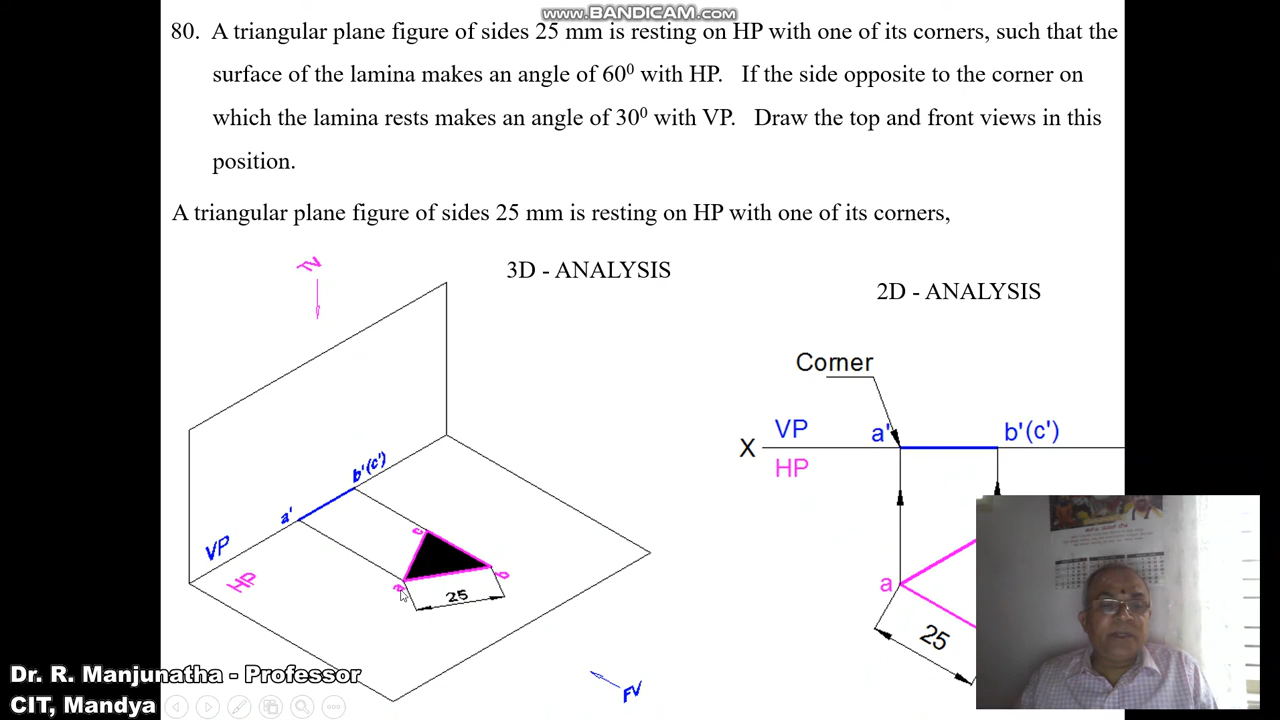 www.BANDICAM.com
80. A triangular plane figure of sides 25 mm is resting on HP with one of its corners, such that the
surface of the lamina makes an angle of 60⁰ with HP. If the side opposite to the corner on
which the lamina rests makes an angle of 30⁰ with VP. Draw the top and front views in this
position.
A triangular plane figure of sides 25 mm is resting on HP with one of its corners,
TV
3D - ANALYSIS
2D - ANALYSIS
Corner
X
VP
HP
a'
b'(c')
a'
b'(c')
VP
HP
c
b
a
25
a
25
FV
Dr. R. Manjunatha - Professor
CIT, Mandya